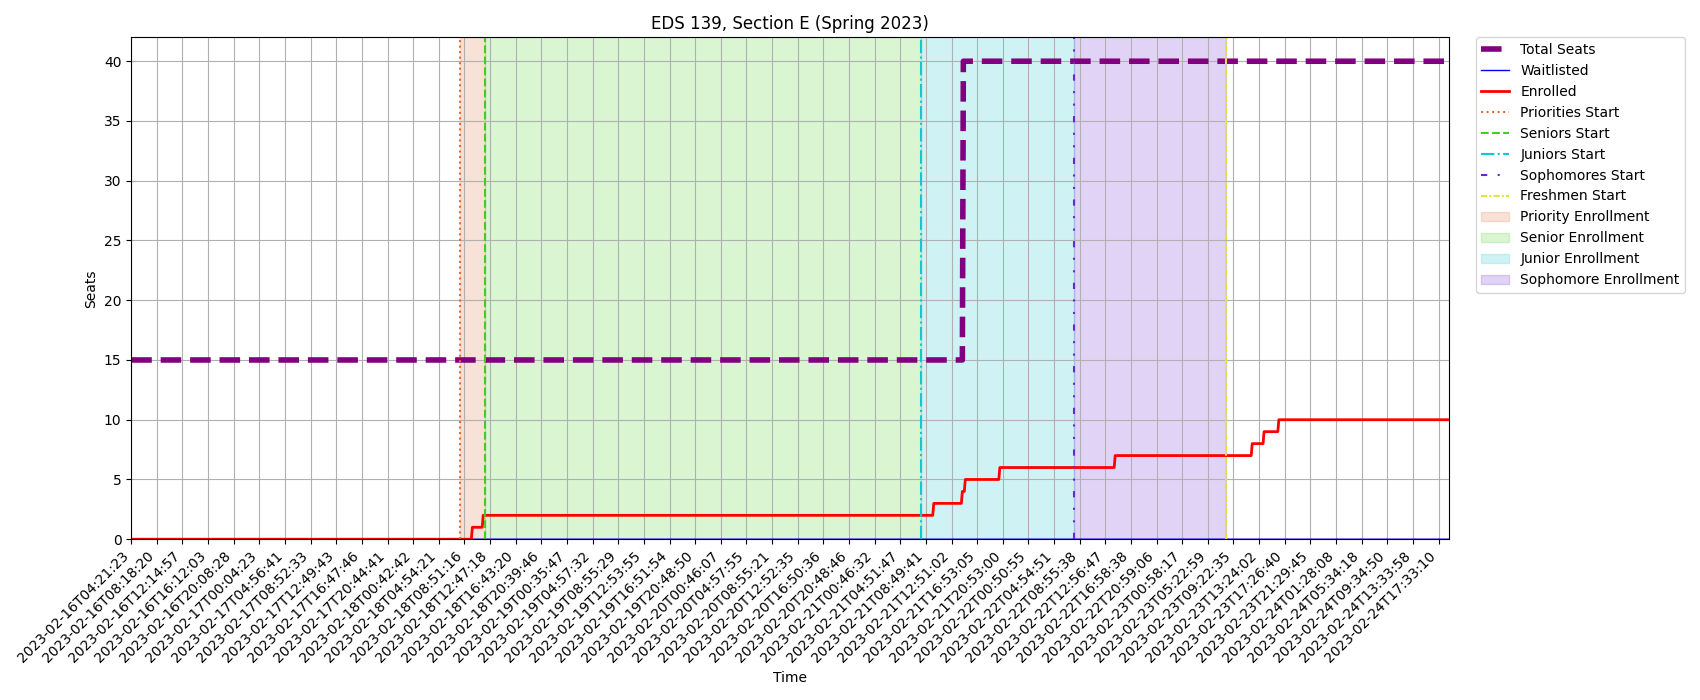 EDS 139, Section E (Spring 2023)
Seats
40
35
30
25
20
15
10
5
0
2023-02-16T04:21:23
2023-02-16T08:18:20
2023-02-16T12:14:57
2023-02-16T16:12:03
2023-02-16T20:08:28
2023-02-17T00:04:23
2023-02-17T04:56:41
2023-02-17T08:52:33
2023-02-17T12:49:43
2023-02-17T16:47:46
2023-02-17T20:44:41
2023-02-18T00:42:42
2023-02-18T04:54:21
2023-02-18T08:51:16
2023-02-18T12:47:18
2023-02-18T16:43:20
2023-02-18T20:39:46
2023-02-19T00:35:47
2023-02-19T04:57:32
2023-02-19T08:55:29
2023-02-19T12:53:55
2023-02-19T16:51:54
2023-02-19T20:48:50
2023-02-20T00:46:07
2023-02-20T04:57:55
2023-02-20T08:55:21
2023-02-20T12:52:35
2023-02-20T16:50:36
2023-02-20T20:48:46
2023-02-21T00:46:32
2023-02-21T04:51:47
2023-02-21T08:49:41
2023-02-21T12:51:02
2023-02-21T16:53:05
2023-02-21T20:53:00
2023-02-22T00:50:55
2023-02-22T04:54:51
2023-02-22T08:55:38
2023-02-22T12:56:47
2023-02-22T16:58:38
2023-02-22T20:59:06
2023-02-23T00:58:17
2023-02-23T05:22:59
2023-02-23T09:22:35
2023-02-23T13:24:02
2023-02-23T17:26:40
2023-02-23T21:29:45
2023-02-24T01:28:08
2023-02-24T05:34:18
2023-02-24T09:34:50
2023-02-24T13:33:58
2023-02-24T17:33:10
Time
Total Seats
Waitlisted
Enrolled
Priorities Start
Seniors Start
Juniors Start
Sophomores Start
Freshmen Start
Priority Enrollment
Senior Enrollment
Junior Enrollment
Sophomore Enrollment